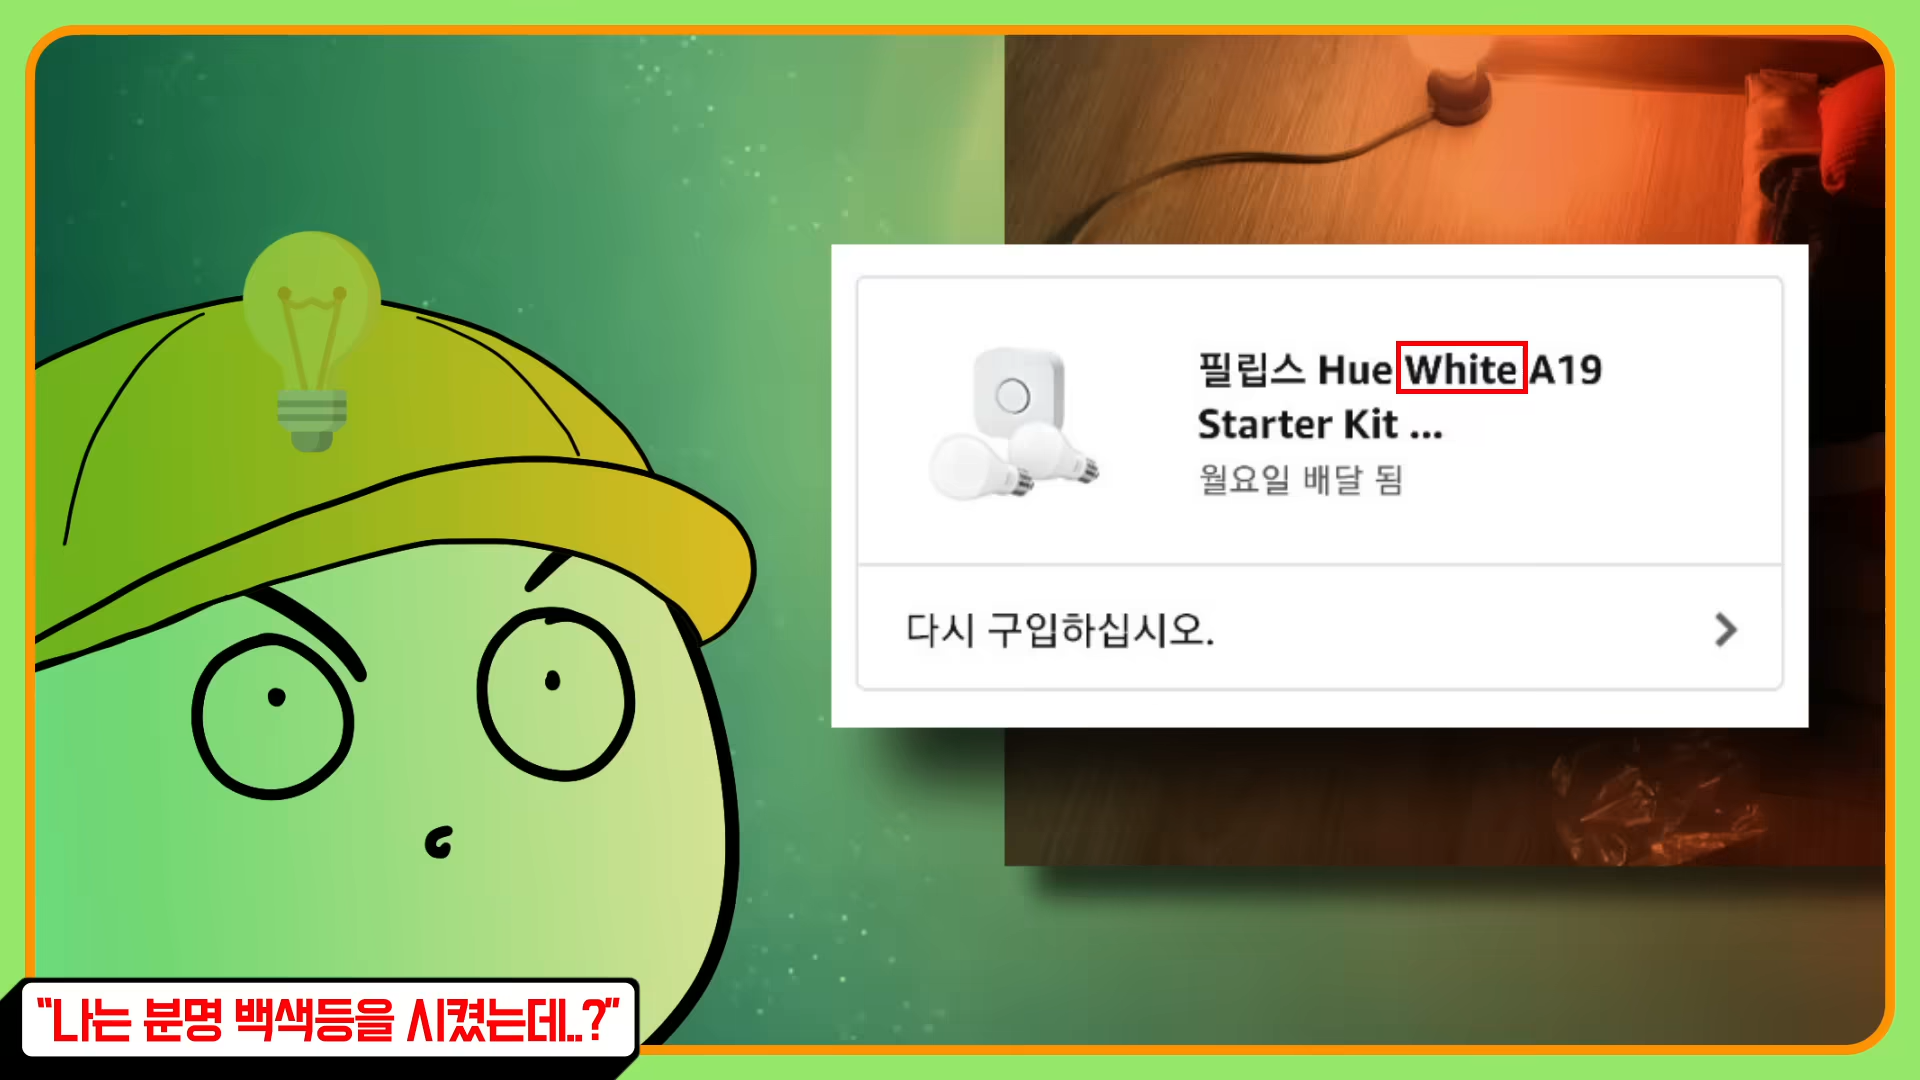 필립스 Hue White A19
Starter Kit ...
월요일 배달 됨
다시 구입하십시오.
"나는 분명 백색등을 시켰는데..?"